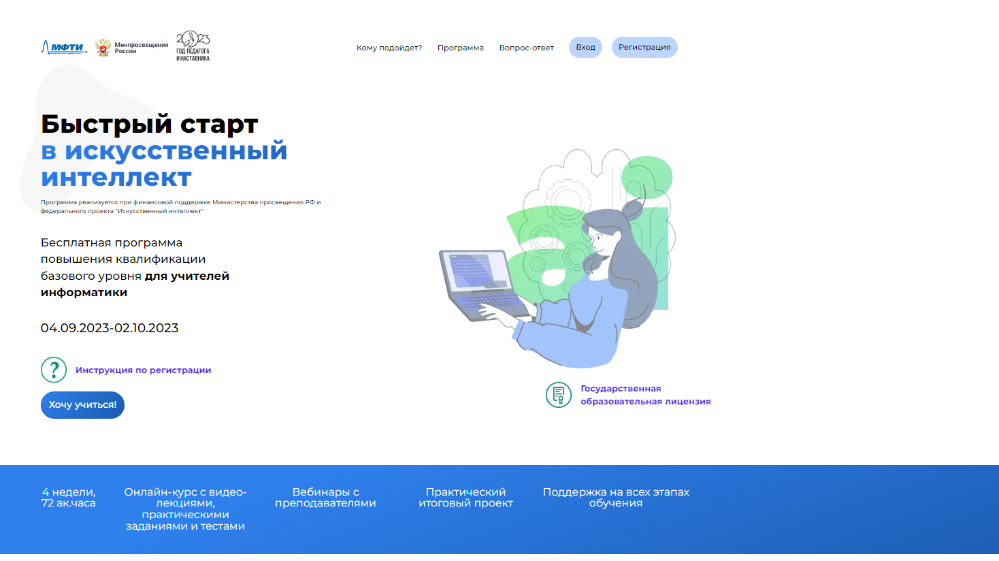 МФТИ
Минпросвещения
России
2023
ГОД ПЕДАГОГА
И НАСТАВНИКА
Кому подойдет?
Программа
Вопрос-ответ
Вход
Регистрация
Быстрый старт
в искусственный
интеллект
Программа реализуется при финансовой поддержке Министерства просвещения РФ и
федерального проекта "Искусственный интеллект"
Бесплатная программа
повышения квалификации
базового уровня для учителей
информатики
04.09.2023-02.10.2023
?
Инструкция по регистрации
Хочу учиться!
ai
Государственная
образовательная лицензия
4 недели,
72 ак.часа
Онлайн-курс с видео-
лекциями,
практическими
заданиями и тестами
Вебинары с
преподавателями
Практический
итоговый проект
Поддержка на всех этапах
обучения